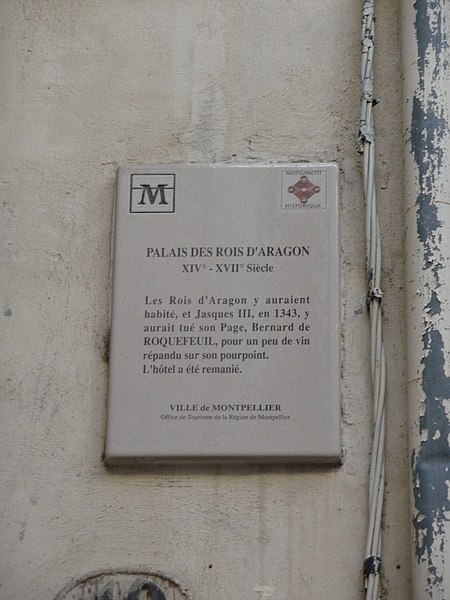 M
MONUMENT
HISTORIQUE
PALAIS DES ROIS D'ARAGON
XIV° - XVII° Siècle
Les Rois d'Aragon y auraient
habité, et Jasques III, en 1343, y
aurait tué son Page, Bernard de
ROQUEFEUIL, pour un peu de vin
répandu sur son pourpoint.
L'hôtel a été remanié.
VILLE de MONTPELLIER
Office de Tourisme de la Région de Montpellier